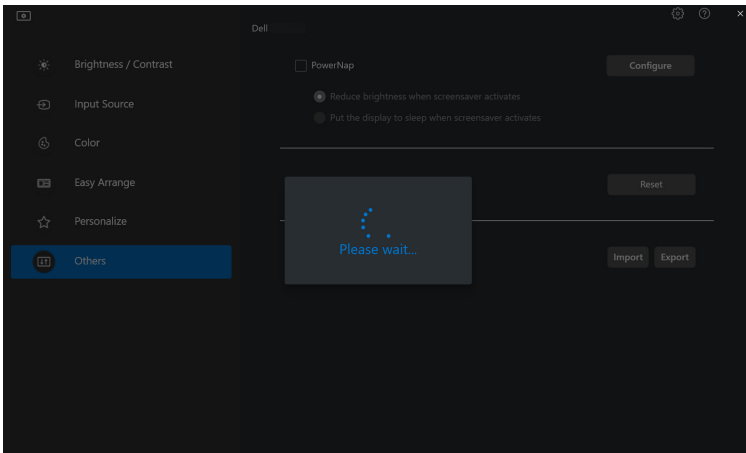 Dell
Brightness / Contrast
Input Source
Color
Easy Arrange
Personalize
Others
PowerNap
Configure
Reduce brightness when screensaver activates
Put the display to sleep when screensaver activates
Reset
Please wait...
Import
Export